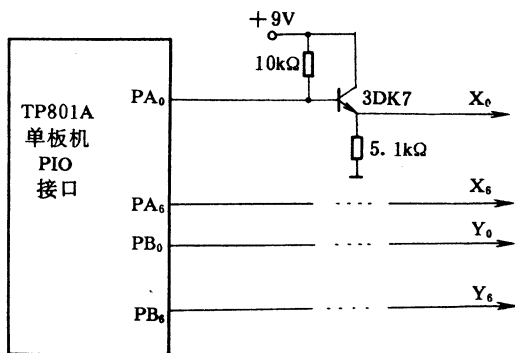 +9V
10kΩ
3DK7
PA₀
X₀
TP801A
单板机
PIO
接口
5.1kΩ
PA₆
X₆
PB₀
Y₀
PB₆
Y₆